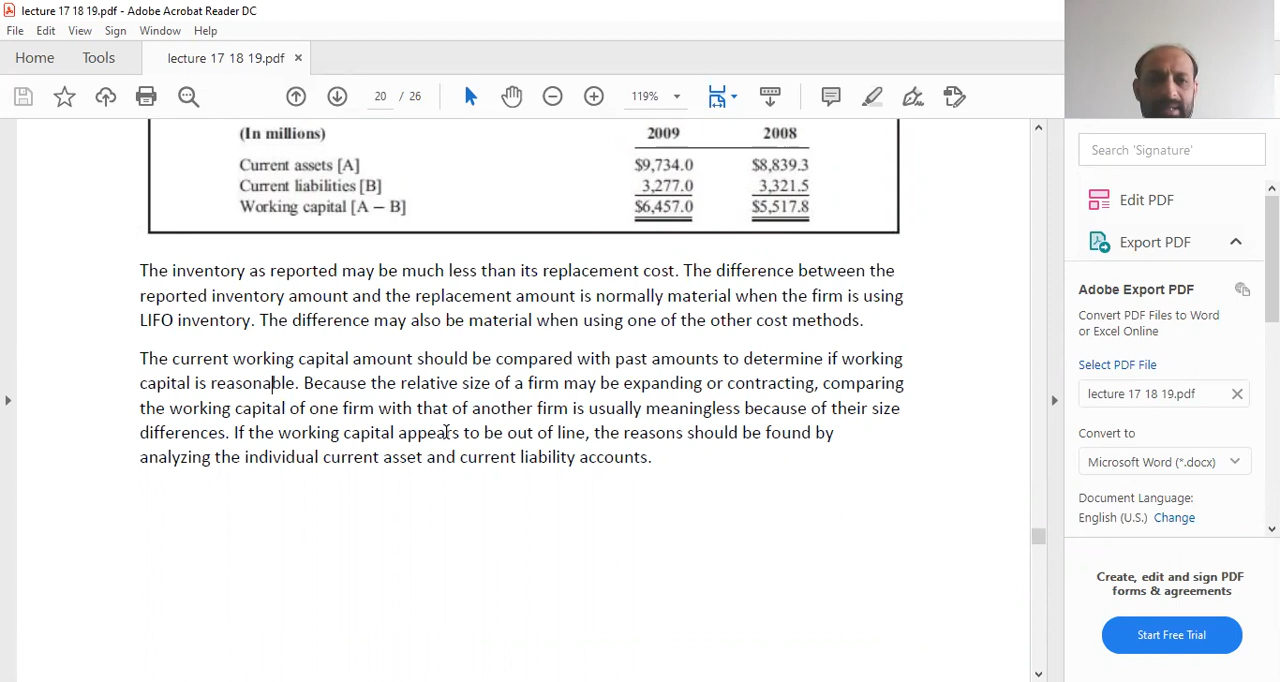 lecture 17 18 19.pdf - Adobe Acrobat Reader DC
File Edit View Sign Window Help
Home Tools lecture 17 18 19.pdf ×
20 / 26 119%
(In millions) 2009 2008
Current assets [A] $9,734.0 $8,839.3
Current liabilities [B] 3,277.0 3,321.5
Working capital [A − B] $6,457.0 $5,517.8
The inventory as reported may be much less than its replacement cost. The difference between the
reported inventory amount and the replacement amount is normally material when the firm is using
LIFO inventory. The difference may also be material when using one of the other cost methods.
The current working capital amount should be compared with past amounts to determine if working
capital is reasonable. Because the relative size of a firm may be expanding or contracting, comparing
the working capital of one firm with that of another firm is usually meaningless because of their size
differences. If the working capital appears to be out of line, the reasons should be found by
analyzing the individual current asset and current liability accounts.
Search 'Signature'
Edit PDF
Export PDF
Adobe Export PDF
Convert PDF Files to Word
or Excel Online
Select PDF File
lecture 17 18 19.pdf
Convert to
Microsoft Word (*.docx)
Document Language:
English (U.S.) Change
Create, edit and sign PDF
forms & agreements
Start Free Trial